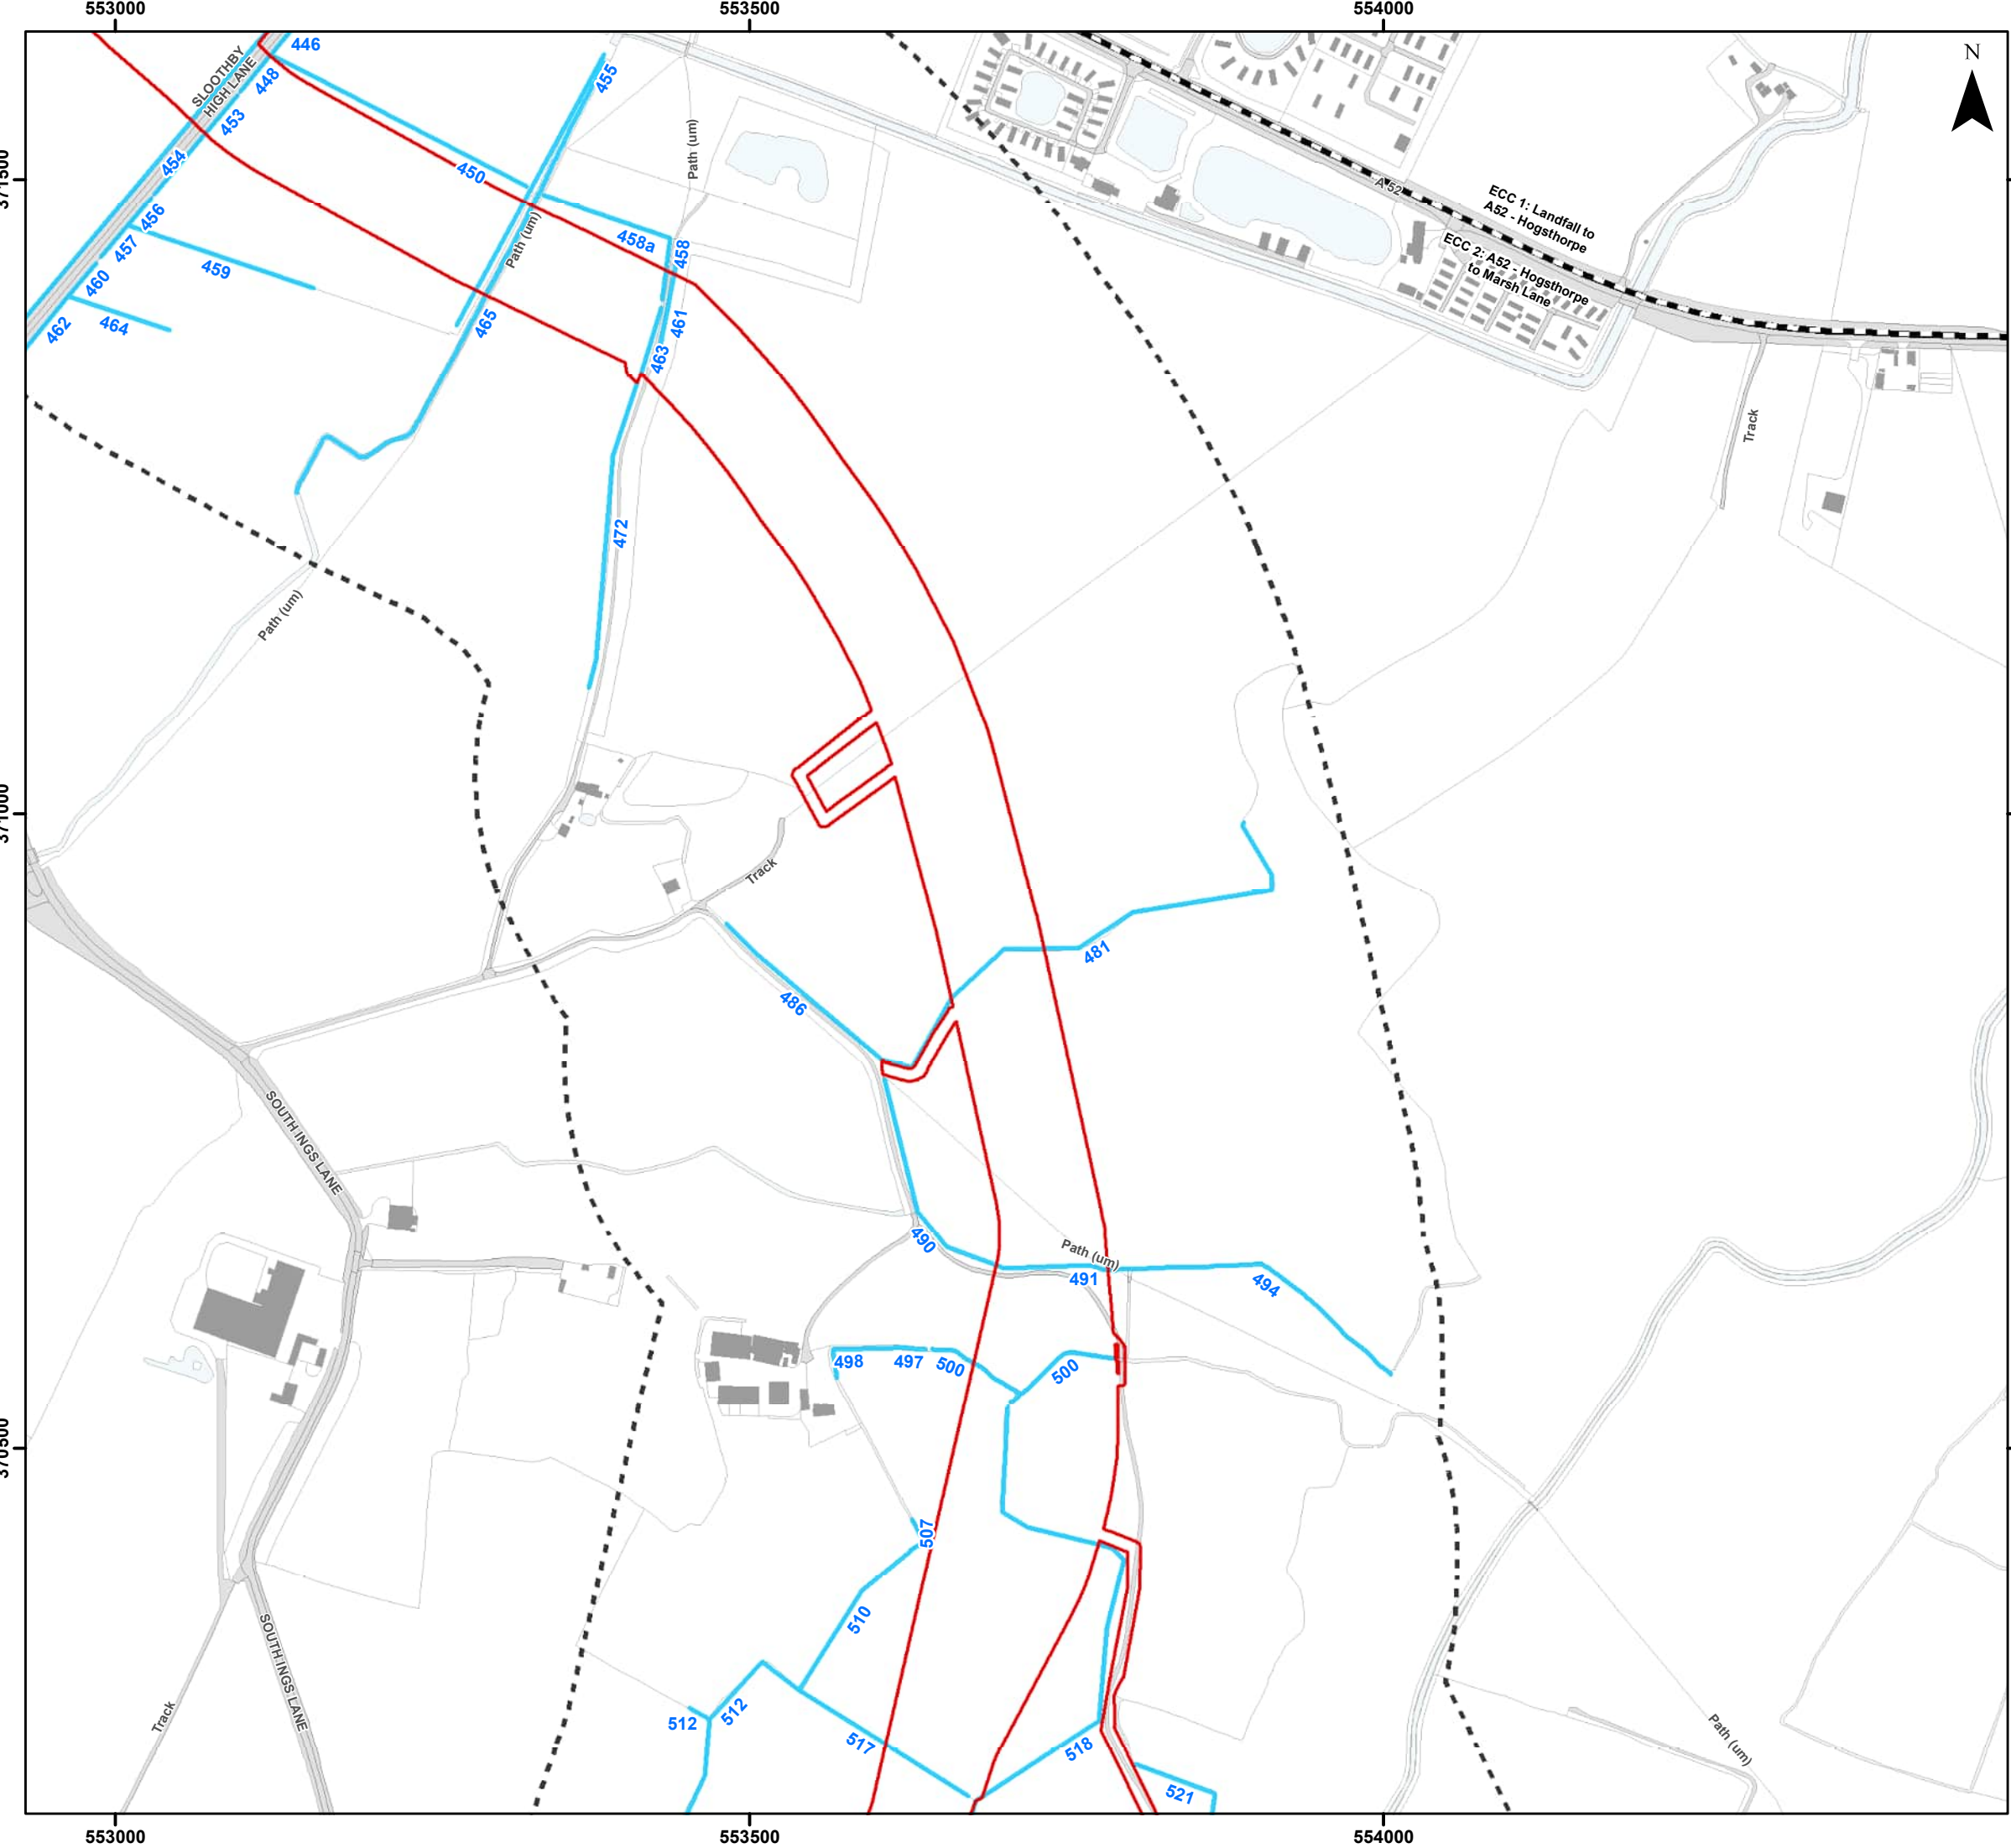 553000
553500
554000
N
446
SLOOTHBY
HIGH LANE
448
455
453
Path (um)
454
450
371500
A 52
ECC 1: Landfall to
A52 - Hogsthorpe
456
457
Path (um)
458a
458
ECC 2: A52 - Hogsthorpe
to Marsh Lane
459
460
462
464
465
461
463
Track
472
Path (um)
371000
Track
481
486
SOUTH INGS LANE
490
Path (um)
491
494
498
497
500
500
370500
507
510
SOUTH INGS LANE
Track
512
512
517
518
521
Path (um)
553000
553500
554000